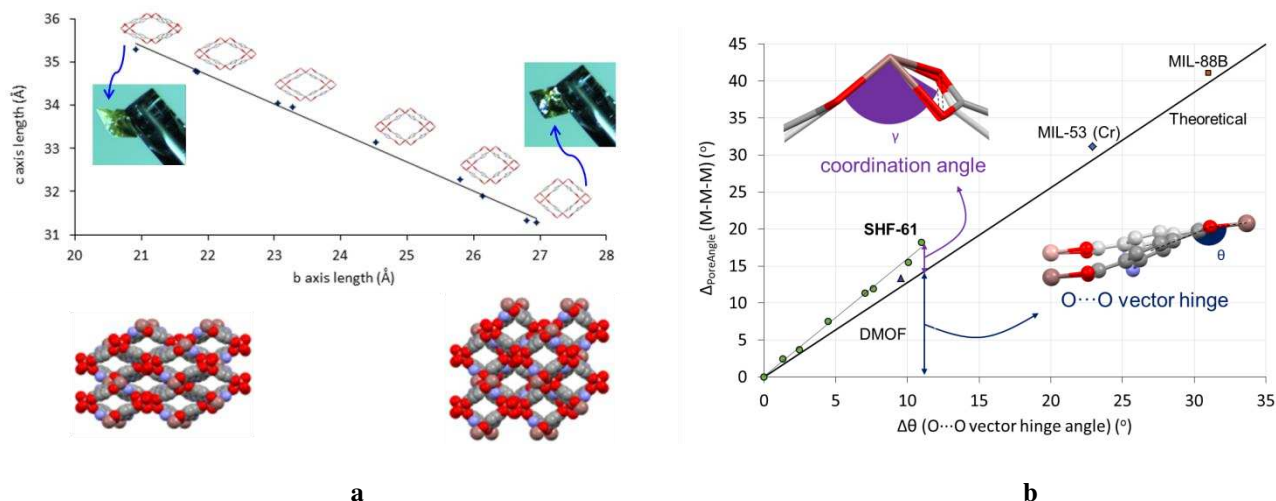 36
35
34
33
32
31
c axis length (Å)
20 21 22 23 24 25 26 27 28
b axis length (Å)
a
45
40
35
30
25
20
15
10
5
0
Δ PoreAngle (M-M-M) (°)
MIL-88B
Theoretical
MIL-53 (Cr)
γ
coordination angle
SHF-61
θ
O···O vector hinge
DMOF
0 5 10 15 20 25 30 35
Δθ (O···O vector hinge angle) (°)
b